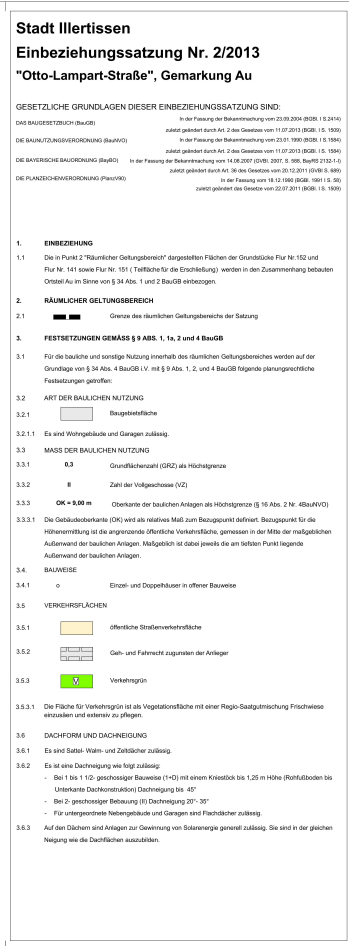 Stadt Illertissen
Einbeziehungssatzung Nr. 2/2013
"Otto-Lampart-Straße", Gemarkung Au
GESETZLICHE GRUNDLAGEN DIESER EINBEZIEHUNGSSATZUNG SIND:
DAS BAUGESETZBUCH (BauGB) In der Fassung der Bekanntmachung vom 23.09.2004 (BGBl. I S.2414)
zuletzt geändert durch Art. 2 des Gesetzes vom 11.07.2013 (BGBl. I S. 1509)
DIE BAUNUTZUNGSVERORDNUNG (BauNVO) In der Fassung der Bekanntmachung vom 23.01.1990 (BGBl. I S.1584)
zuletzt geändert durch Art. 2 des Gesetzes vom 11.07.2013 (BGBl. I S. 1584)
DIE BAYERISCHE BAUORDNUNG (BayBO) In der Fassung der Bekanntmachung vom 14.08.2007 (GVBl. 2007, S. 588, BayRS 2132-1-I)
zuletzt geändert durch Art. 36 des Gesetzes vom 20.12.2011 (GVBl S. 689)
DIE PLANZEICHENVERORDNUNG (PlanzV90) In der Fassung vom 18.12.1990 (BGBl. 1991 I S. 58)
zuletzt geändert das Gesetze vom 22.07.2011 (BGBl. I S. 1509)
1. EINBEZIEHUNG
1.1 Die in Punkt 2 "Räumlicher Geltungsbereich" dargestellten Flächen der Grundstücke Flur Nr.152 und
Flur Nr. 141 sowie Flur Nr. 151 ( Teilfläche für die Erschließung) werden in den Zusammenhang bebauten
Ortsteil Au im Sinne von § 34 Abs. 1 und 2 BauGB einbezogen.
2. RÄUMLICHER GELTUNGSBEREICH
2.1 Grenze des räumlichen Geltungsbereichs der Satzung
3. FESTSETZUNGEN GEMÄSS § 9 ABS. 1, 1a, 2 und 4 BauGB
3.1 Für die bauliche und sonstige Nutzung innerhalb des räumlichen Geltungsbereiches werden auf der
Grundlage von § 34 Abs. 4 BauGB i.V. mit § 9 Abs. 1, 2, und 4 BauGB folgende planungsrechtliche
Festsetzungen getroffen:
3.2 ART DER BAULICHEN NUTZUNG
3.2.1 Baugebietsfläche
3.2.1.1 Es sind Wohngebäude und Garagen zulässig.
3.3 MASS DER BAULICHEN NUTZUNG
3.3.1 0,3 Grundflächenzahl (GRZ) als Höchstgrenze
3.3.2 II Zahl der Vollgeschosse (VZ)
3.3.3 OK = 9,00 m Oberkante der baulichen Anlagen als Höchstgrenze (§ 16 Abs. 2 Nr. 4BauNVO)
3.3.3.1 Die Gebäudeoberkante (OK) wird als relatives Maß zum Bezugspunkt definiert. Bezugspunkt für die
Höhenermittlung ist die angrenzende öffentliche Verkehrsfläche, gemessen in der Mitte der maßgeblichen
Außenwand der baulichen Anlagen. Maßgeblich ist dabei jeweils die am tiefsten Punkt liegende
Außenwand der baulichen Anlagen.
3.4. BAUWEISE
3.4.1 o Einzel- und Doppelhäuser in offener Bauweise
3.5 VERKEHRSFLÄCHEN
3.5.1 öffentliche Straßenverkehrsfläche
3.5.2 Geh- und Fahrrecht zugunsten der Anlieger
3.5.3 V Verkehrsgrün
3.5.3.1 Die Fläche für Verkehrsgrün ist als Vegetationsfläche mit einer Regio-Saatgutmischung Frischwiese
einzusäen und extensiv zu pflegen.
3.6 DACHFORM UND DACHNEIGUNG
3.6.1 Es sind Sattel- Walm- und Zeltdächer zulässig.
3.6.2 Es ist eine Dachneigung wie folgt zulässig:
- Bei 1 bis 1 1/2- geschossiger Bauweise (1+D) mit einem Kniestöck bis 1,25 m Höhe (Rohfußboden bis
Unterkante Dachkonstruktion) Dachneigung bis 45°
- Bei 2- geschossiger Bebauung (II) Dachneigung 20°- 35°
- Für untergeordnete Nebengebäude und Garagen sind Flachdächer zulässig.
3.6.3 Auf den Dächern sind Anlagen zur Gewinnung von Solarenergie generell zulässig. Sie sind in der gleichen
Neigung wie die Dachflächen auszubilden.